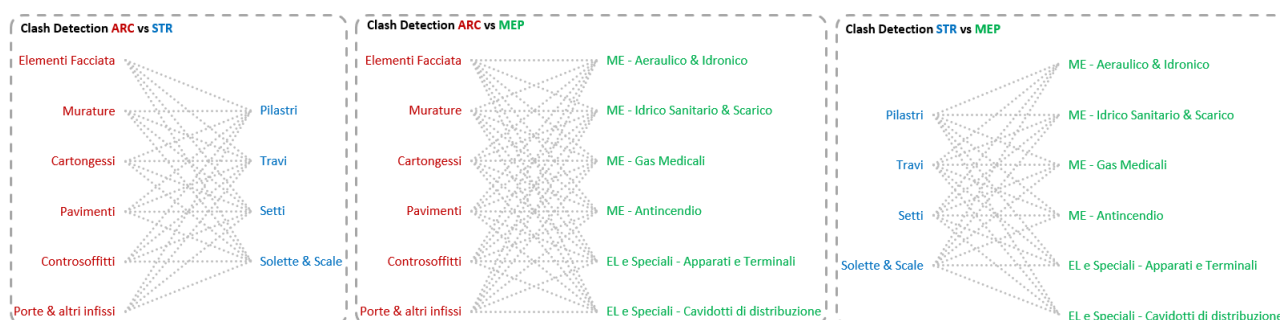 Clash Detection ARC vs STR
Elementi Facciata
Murature
Cartongessi
Pavimenti
Controsoffitti
Porte & altri infissi
Pilastri
Travi
Setti
Solette & Scale
Clash Detection ARC vs MEP
Elementi Facciata
Murature
Cartongessi
Pavimenti
Controsoffitti
Porte & altri infissi
ME - Aeraulico & Idronico
ME - Idrico Sanitario & Scarico
ME - Gas Medicali
ME - Antincendio
EL e Speciali - Apparati e Terminali
EL e Speciali - Cavidotti di distribuzione
Clash Detection STR vs MEP
Pilastri
Travi
Setti
Solette & Scale
ME - Aeraulico & Idronico
ME - Idrico Sanitario & Scarico
ME - Gas Medicali
ME - Antincendio
EL e Speciali - Apparati e Terminali
EL e Speciali - Cavidotti di distribuzione